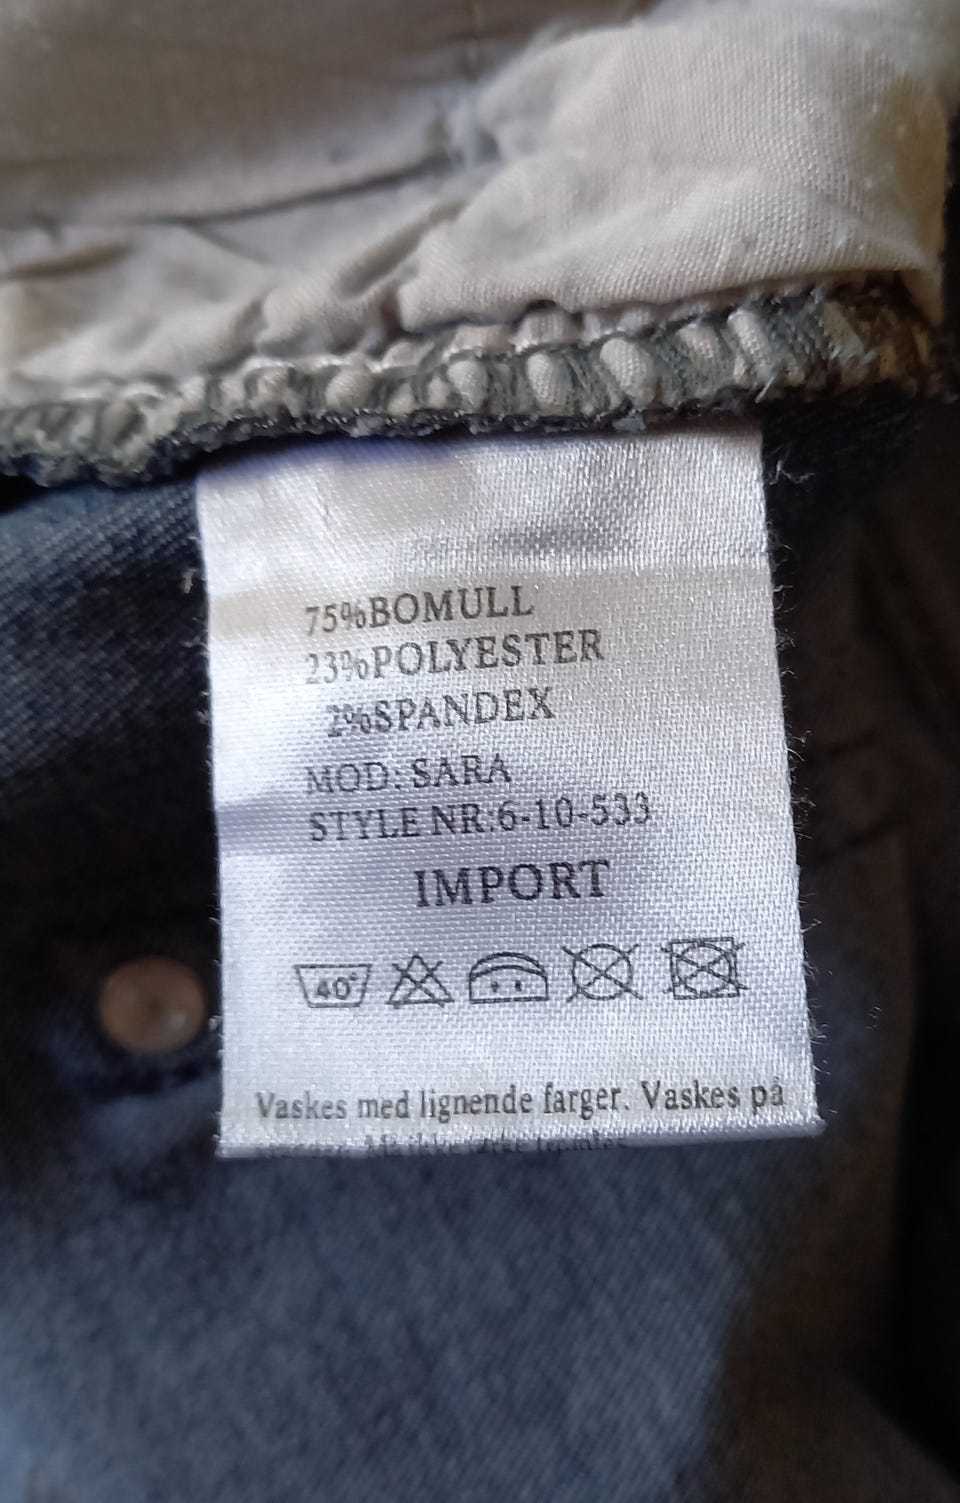 75%BOMULL
23%POLYESTER
2%SPANDEX
MOD: SARA
STYLE NR:6-10-533
IMPORT
40°
Vaskes med lignende farger. Vaskes på